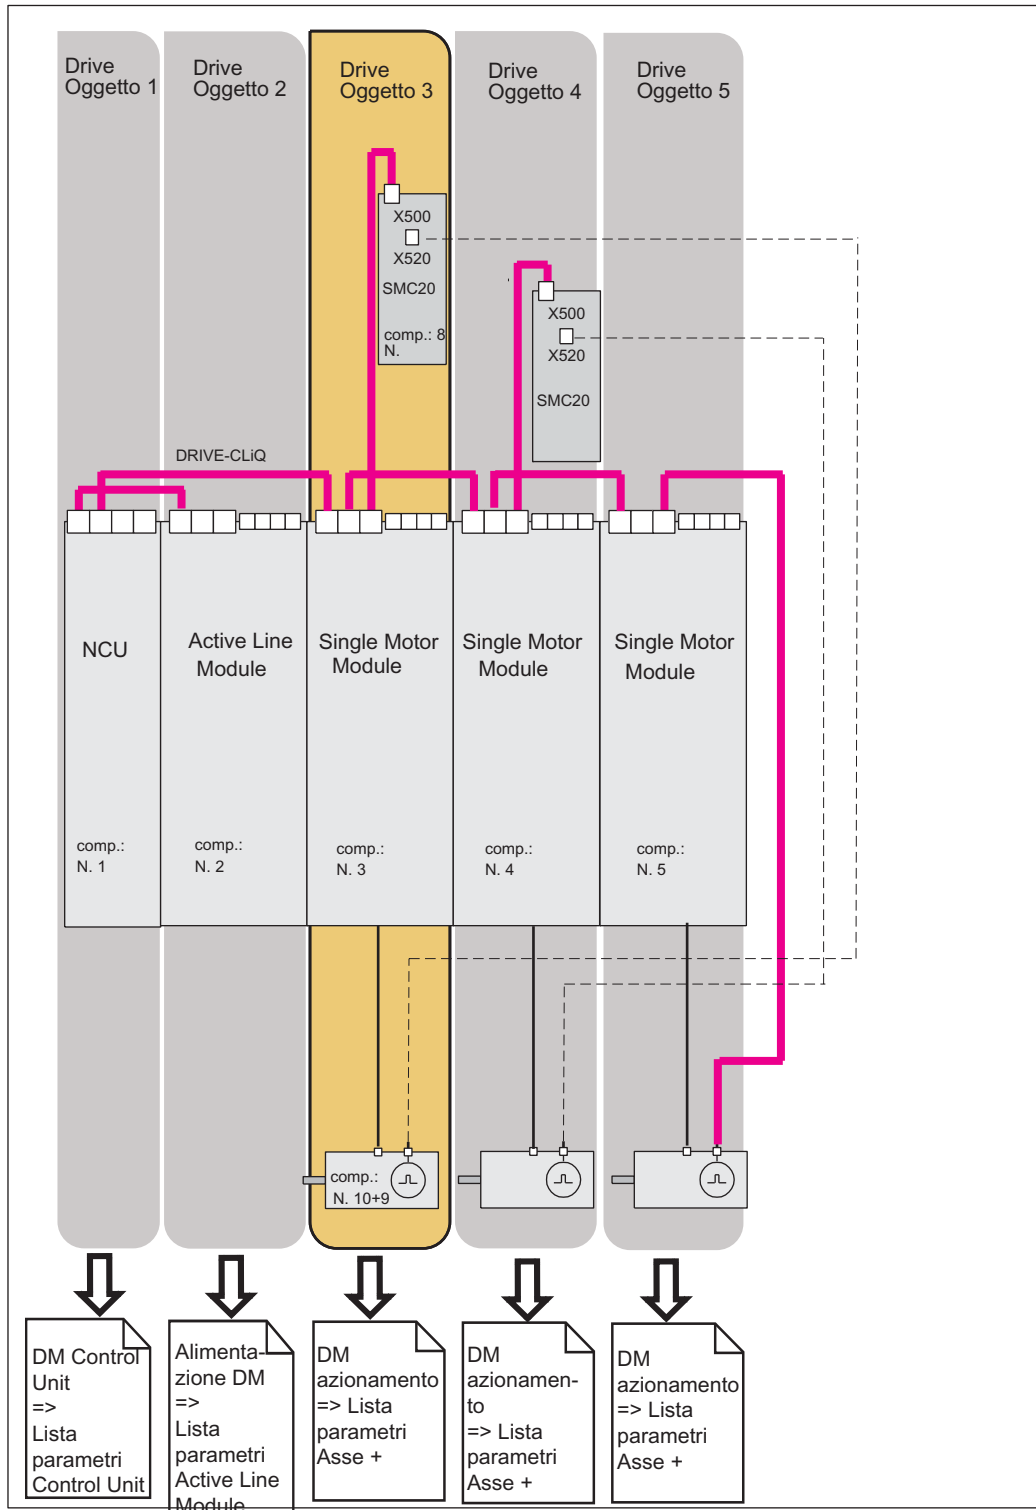 Drive
Oggetto 1
Drive
Oggetto 2
Drive
Oggetto 3
Drive
Oggetto 4
Drive
Oggetto 5
X500
X520
SMC20
comp.: 8
N.
X500
X520
SMC20
DRIVE-CLiQ
NCU
Active Line
Module
Single Motor
Module
Single Motor
Module
Single Motor
Module
comp.:
N. 1
comp.:
N. 2
comp.:
N. 3
comp.:
N. 4
comp.:
N. 5
comp.:
N. 10+9
DM Control
Unit
=>
Lista
parametri
Control Unit
Alimenta-
zione DM
=>
Lista
parametri
Active Line
Module
DM
azionamento
=> Lista
parametri
Asse +
DM
azionamen-
to
=> Lista
parametri
Asse +
DM
azionamento
=> Lista
parametri
Asse +